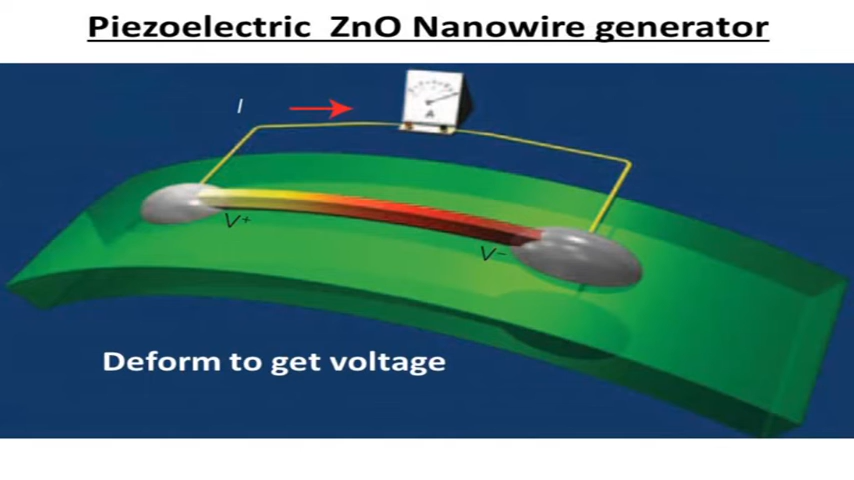 Piezoelectric ZnO Nanowire generator
I
A
V+
V−
Deform to get voltage